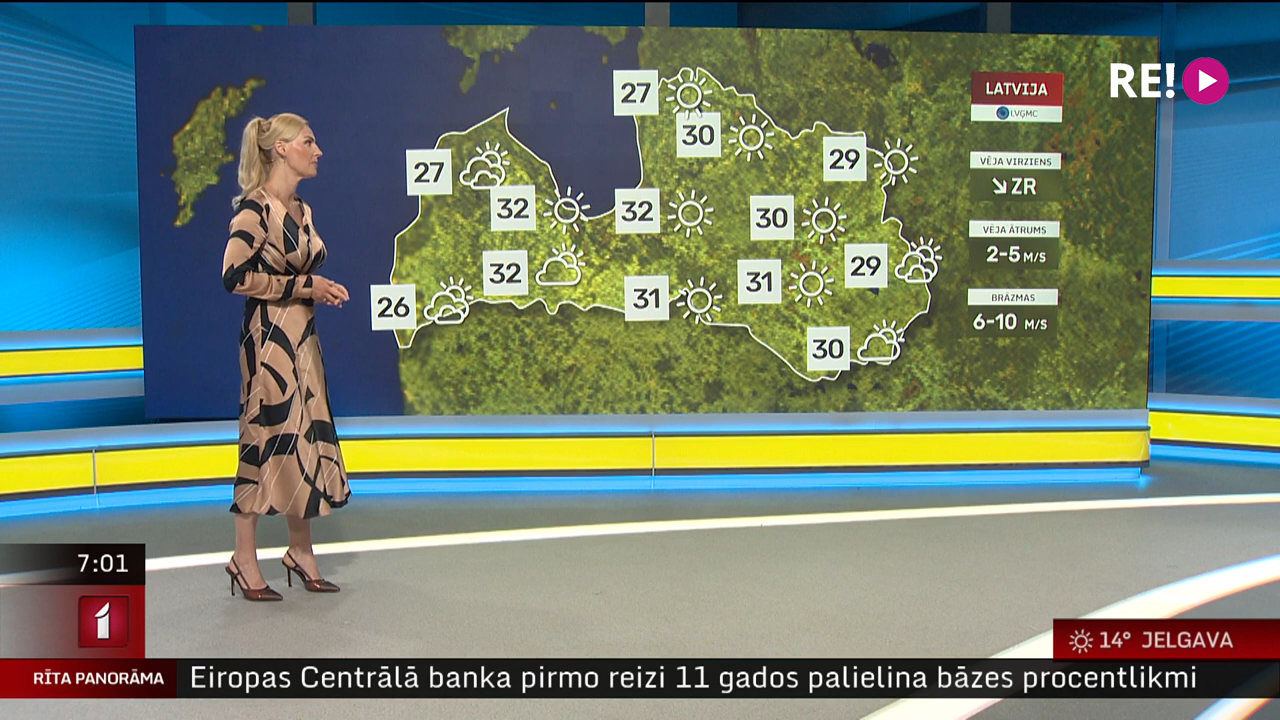 RE!
27
LATVIJA
LVĢMC
30
29
27
VĒJA VIRZIENS
ZR
32
32
30
VĒJA ĀTRUMS
2-5 M/S
32
31
31
29
26
BRĀZMAS
6-10 M/S
30
7:01
1
14° JELGAVA
RĪTA PANORĀMA
Eiropas Centrālā banka pirmo reizi 11 gados palielina bāzes procentlikmi